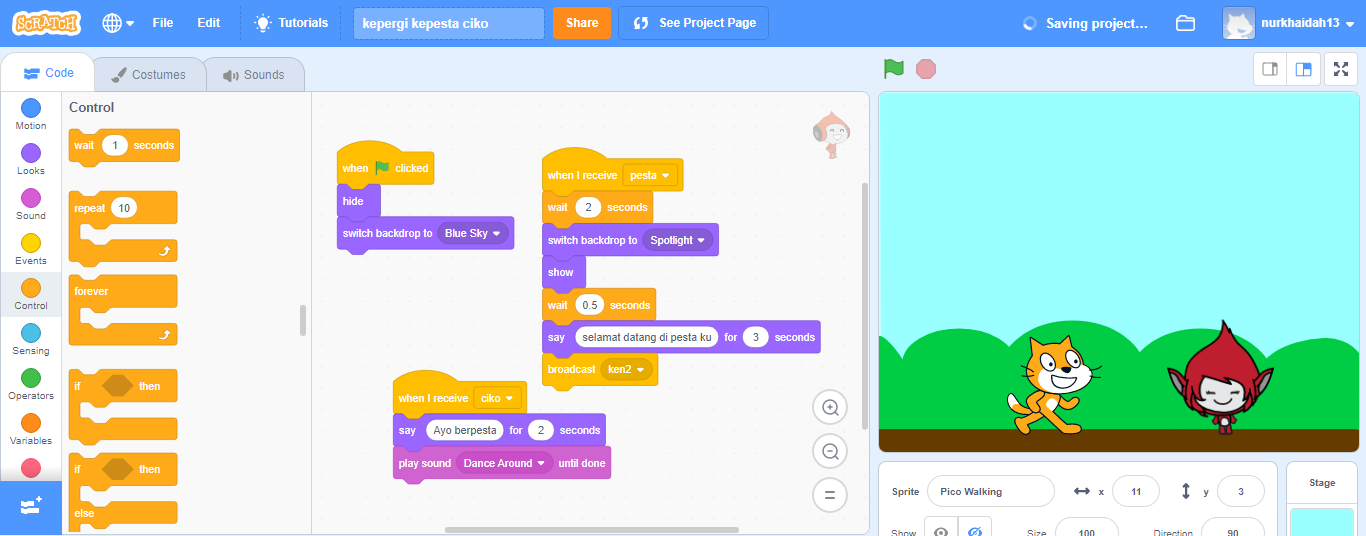 SCRATCH File Edit Tutorials kepergi kepesta ciko Share See Project Page Saving project... nurkhaidah13
Code Costumes Sounds
Motion
Looks
Sound
Events
Control
Sensing
Operators
Variables
Control
wait 1 seconds
repeat 10
forever
if then
if then
else
when clicked
hide
switch backdrop to Blue Sky
when I receive pesta
wait 2 seconds
switch backdrop to Spotlight
show
wait 0.5 seconds
say selamat datang di pesta ku for 3 seconds
broadcast ken2
when I receive ciko
say Ayo berpesta for 2 seconds
play sound Dance Around until done
Sprite Pico Walking x 11 y 3
Show Size 100 Direction 90
Stage